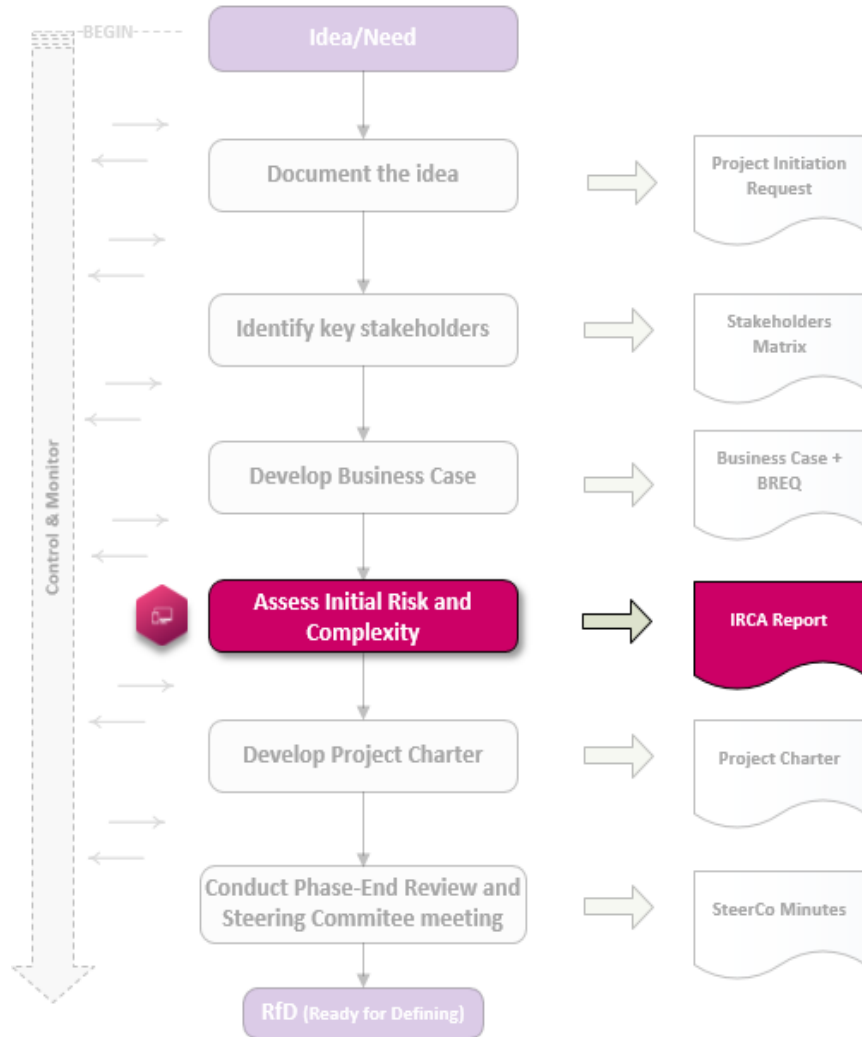 BEGIN
Idea/Need
Document the idea
Project Initiation
Request
Identify key stakeholders
Stakeholders
Matrix
Develop Business Case
Business Case +
BREQ
Control & Monitor
Assess Initial Risk and
Complexity
IRCA Report
Develop Project Charter
Project Charter
Conduct Phase-End Review and
Steering Commitee meeting
SteerCo Minutes
RfD (Ready for Defining)